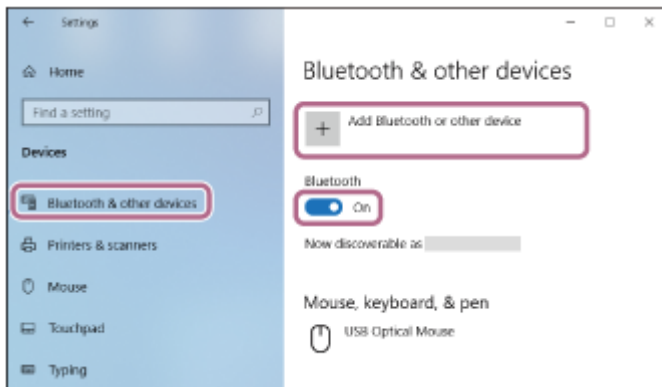 Settings
Home
Find a setting
Devices
Bluetooth & other devices
Printers & scanners
Mouse
Touchpad
Typing
Bluetooth & other devices
Add Bluetooth or other device
Bluetooth
On
Now discoverable as
Mouse, keyboard, & pen
USB Optical Mouse